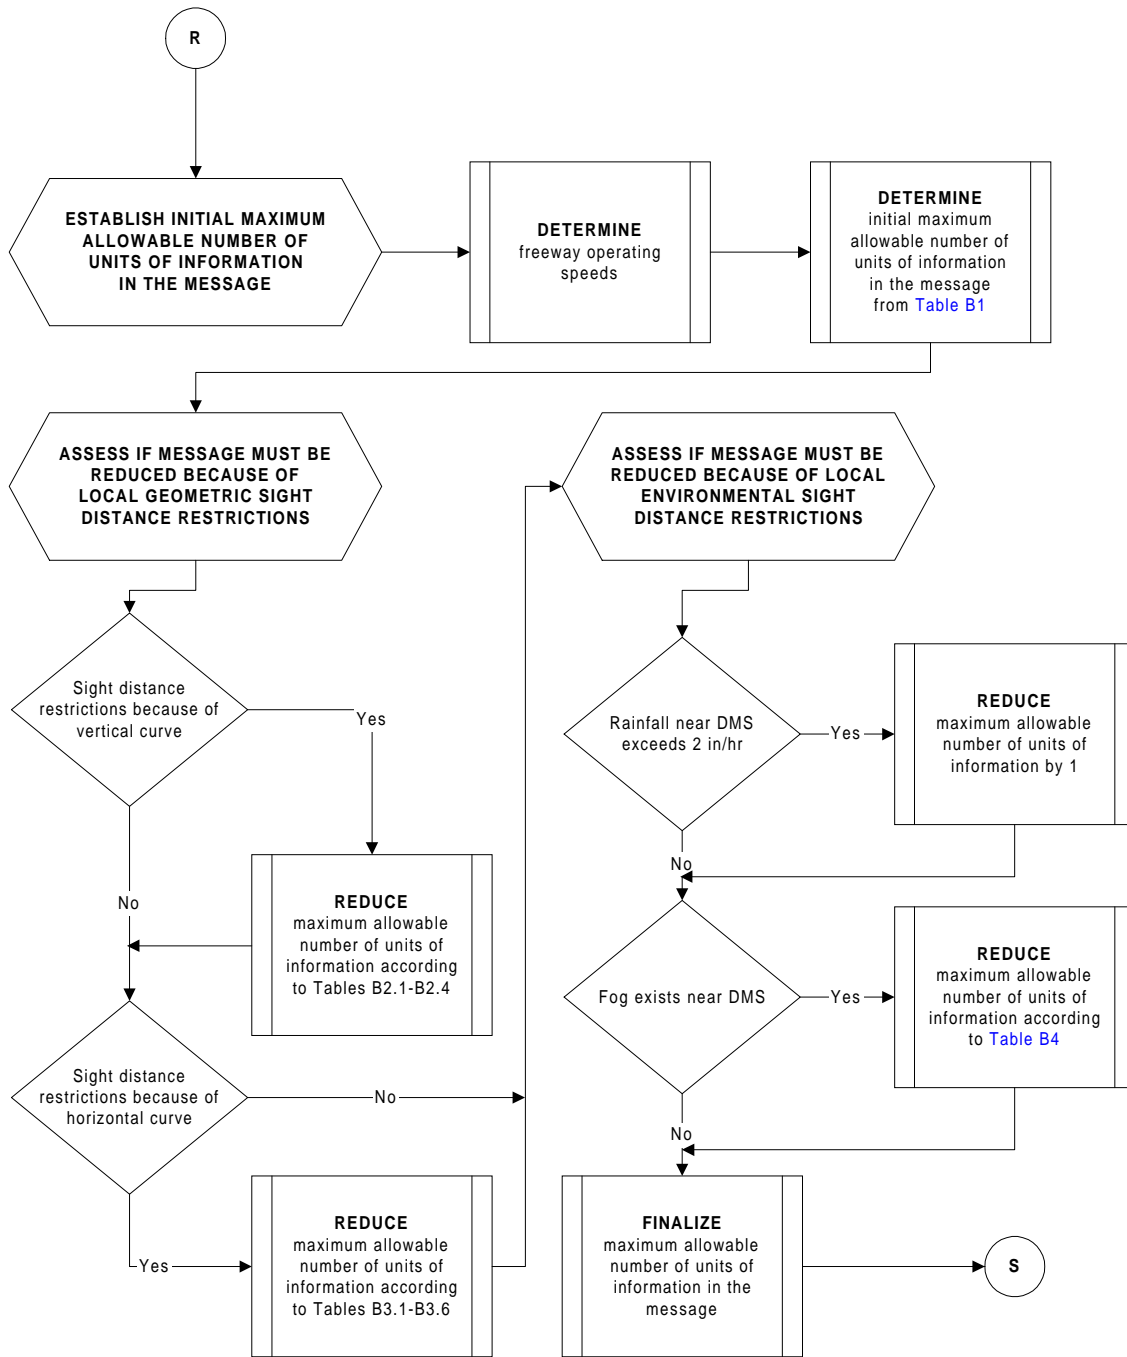 R
ESTABLISH INITIAL MAXIMUM
ALLOWABLE NUMBER OF
UNITS OF INFORMATION
IN THE MESSAGE
DETERMINE
freeway operating
speeds
DETERMINE
initial maximum
allowable number of
units of information
in the message
from Table B1
ASSESS IF MESSAGE MUST BE
REDUCED BECAUSE OF
LOCAL GEOMETRIC SIGHT
DISTANCE RESTRICTIONS
Sight distance
restrictions because of
vertical curve
Yes
No
REDUCE
maximum allowable
number of units of
information according
to Tables B2.1-B2.4
Sight distance
restrictions because of
horizontal curve
No
Yes
REDUCE
maximum allowable
number of units of
information according
to Tables B3.1-B3.6
ASSESS IF MESSAGE MUST BE
REDUCED BECAUSE OF LOCAL
ENVIRONMENTAL SIGHT
DISTANCE RESTRICTIONS
Rainfall near DMS
exceeds 2 in/hr
Yes
REDUCE
maximum allowable
number of units of
information by 1
No
Fog exists near DMS
Yes
REDUCE
maximum allowable
number of units of
information according
to Table B4
No
FINALIZE
maximum allowable
number of units of
information in the
message
S